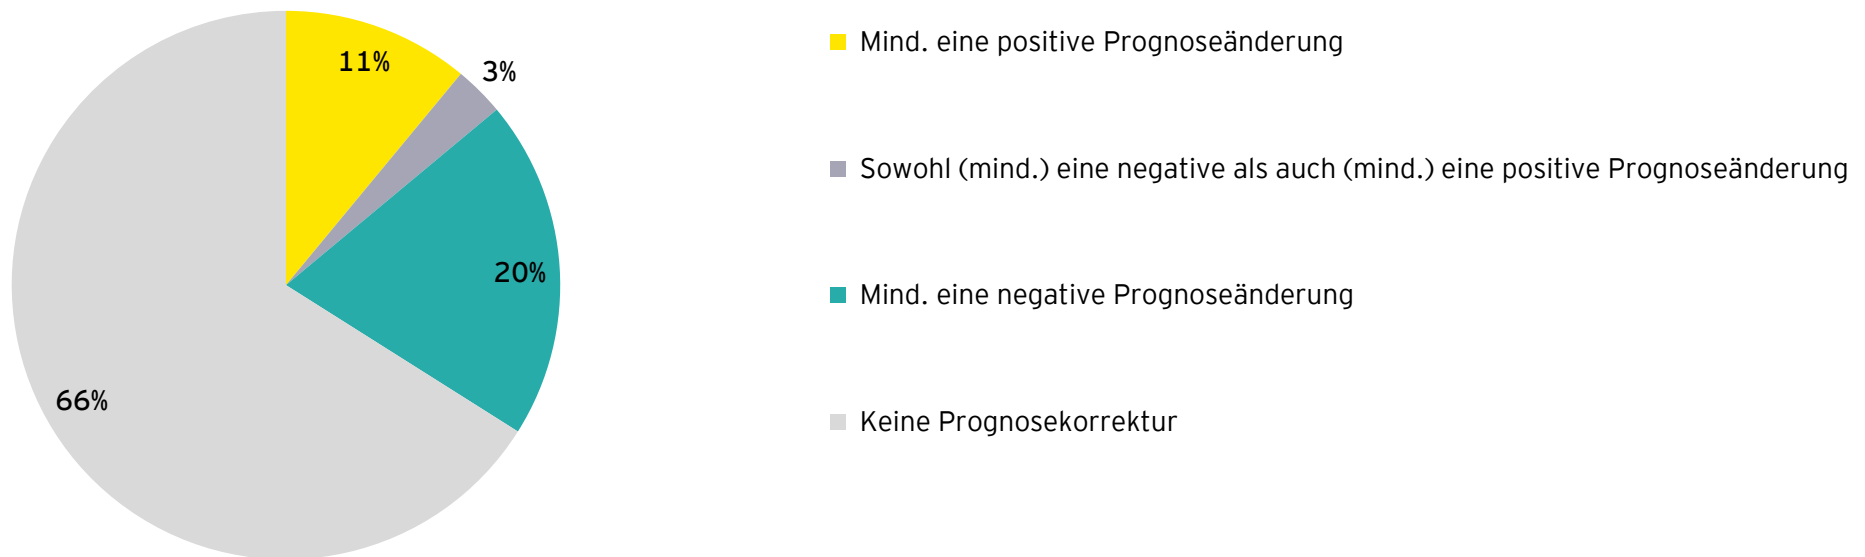 11%
3%
20%
66%
Mind. eine positive Prognoseänderung
Sowohl (mind.) eine negative als auch (mind.) eine positive Prognoseänderung
Mind. eine negative Prognoseänderung
Keine Prognosekorrektur